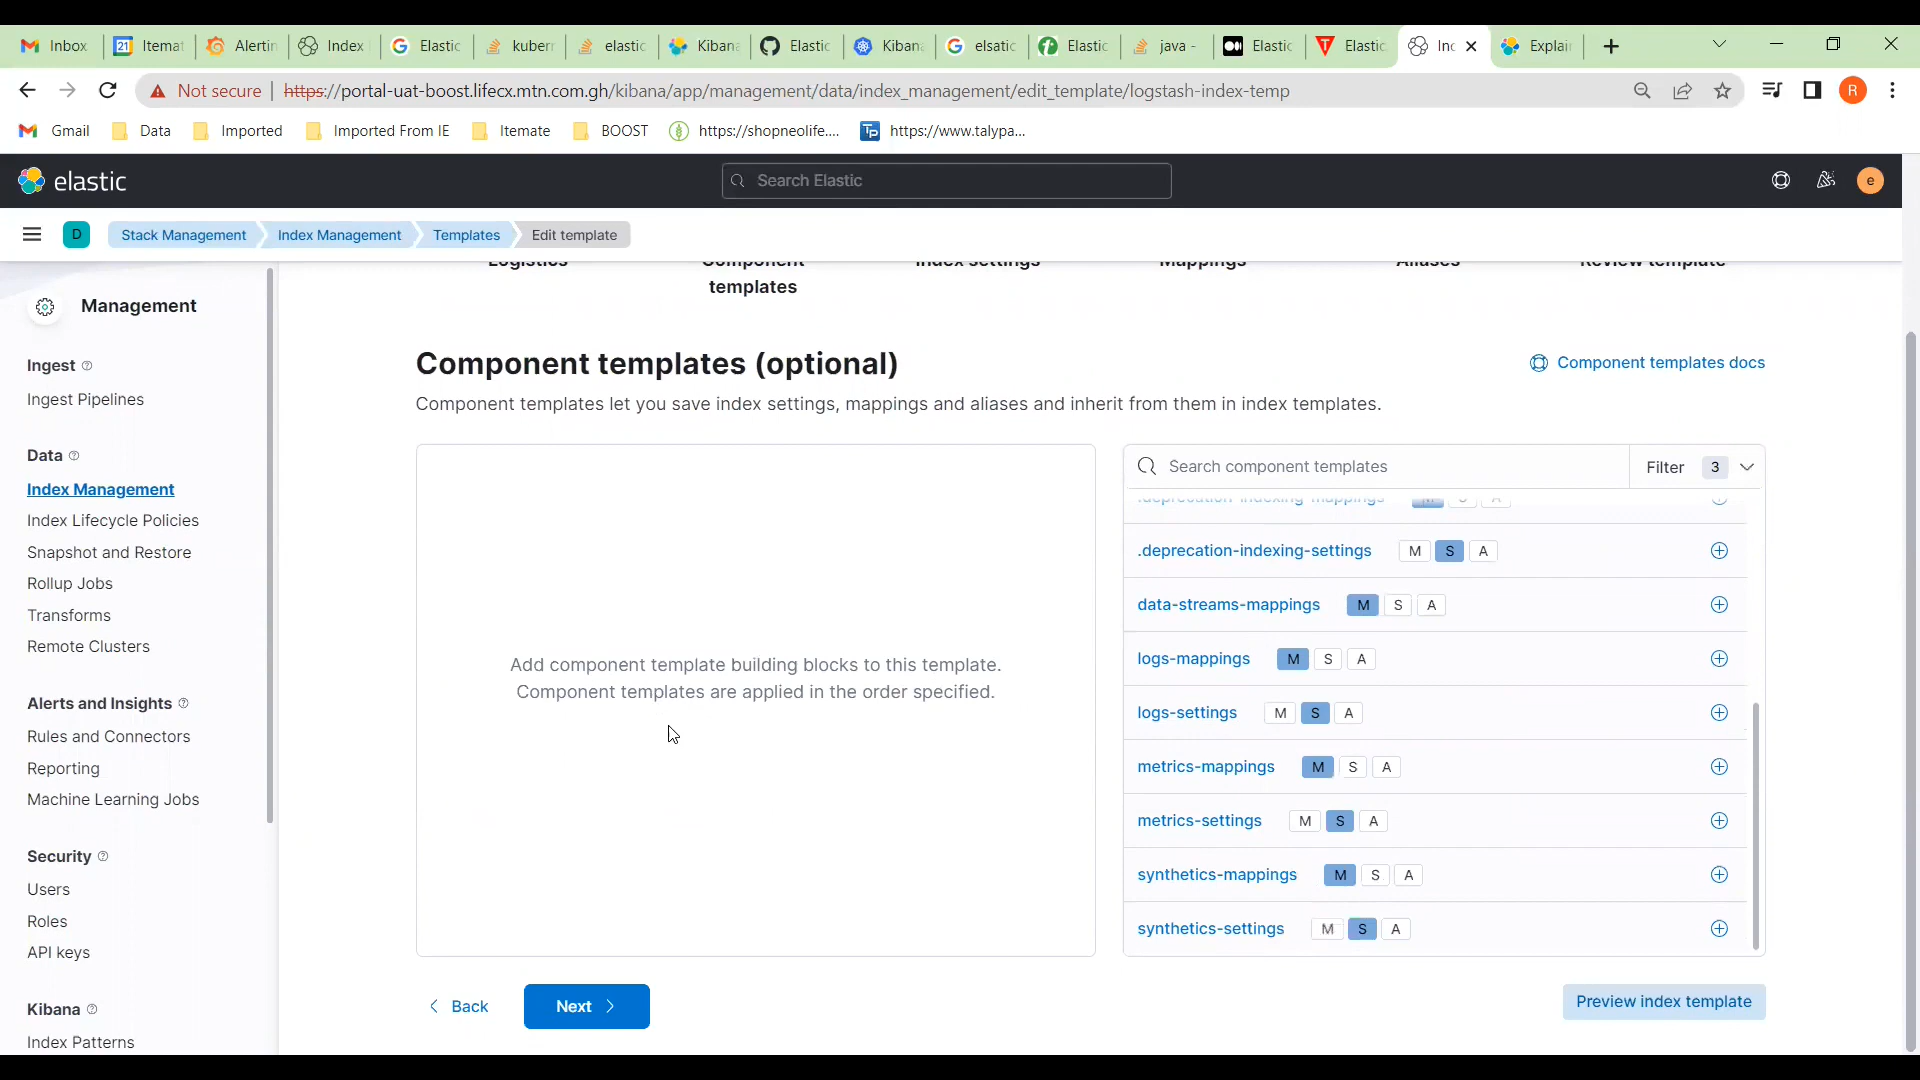 Inbox
Itemat
Alertin
Index
Elastic
kuberr
elastic
Kibana
Elastic
Kibana
elsatic
Elastic
java -
Elastic
Elastic
Inc
Explai
Not secure
https://portal-uat-boost.lifecx.mtn.com.gh/kibana/app/management/data/index_management/edit_template/logstash-index-temp
R
Gmail
Data
Imported
Imported From IE
Itemate
BOOST
https://shopneolife....
https://www.talypa...
elastic
Search Elastic
e
D
Stack Management
Index Management
Templates
Edit template
Management
Ingest
Ingest Pipelines
Data
Index Management
Index Lifecycle Policies
Snapshot and Restore
Rollup Jobs
Transforms
Remote Clusters
Alerts and Insights
Rules and Connectors
Reporting
Machine Learning Jobs
Security
Users
Roles
API keys
Kibana
Index Patterns
Logistics
Component
templates
Index settings
Mappings
Aliases
Review template
Component templates (optional)
Component templates docs
Component templates let you save index settings, mappings and aliases and inherit from them in index templates.
Add component template building blocks to this template.
Component templates are applied in the order specified.
Search component templates
Filter 3
.deprecation-indexing-mappings M S A
.deprecation-indexing-settings M S A
data-streams-mappings M S A
logs-mappings M S A
logs-settings M S A
metrics-mappings M S A
metrics-settings M S A
synthetics-mappings M S A
synthetics-settings M S A
Back
Next
Preview index template